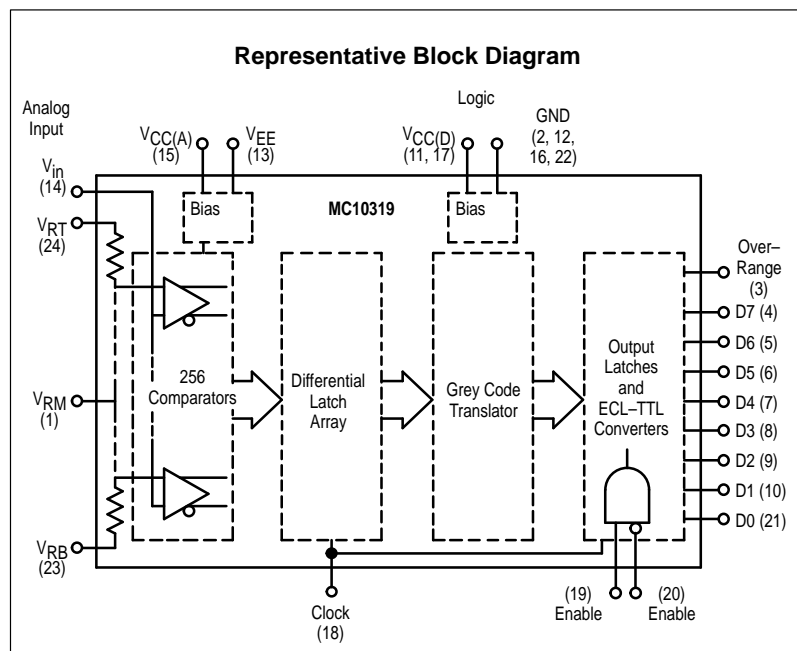 Representative Block Diagram
Analog
Input
Logic
VCC(A)
(15)
VEE
(13)
VCC(D)
(11, 17)
GND
(2, 12,
16, 22)
Vin
(14)
Bias
MC10319
Bias
VRT
(24)
Over–
Range
(3)
D7 (4)
D6 (5)
D5 (6)
D4 (7)
D3 (8)
D2 (9)
D1 (10)
D0 (21)
256
Comparators
Differential
Latch
Array
Grey Code
Translator
Output
Latches
and
ECL–TTL
Converters
VRM
(1)
VRB
(23)
Clock
(18)
(19)
Enable
(20)
Enable